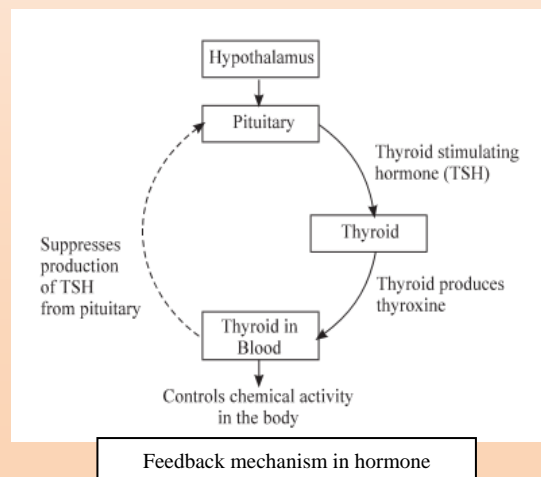 Hypothalamus
Pituitary
Thyroid stimulating
hormone (TSH)
Thyroid
Suppresses
production
of TSH
from pituitary
Thyroid produces
thyroxine
Thyroid in
Blood
Controls chemical activity
in the body
Feedback mechanism in hormone